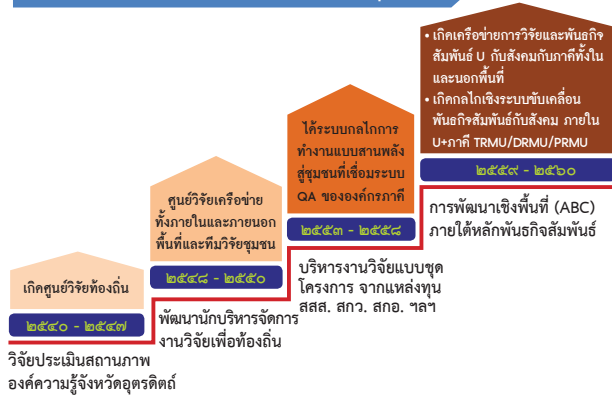 เกิดศูนย์วิจัยท้องถิ่น
๒๕๔๐ - ๒๕๔๗
วิจัยประเมินสถานภาพ
องค์ความรู้จังหวัดอุตรดิตถ์
ศูนย์วิจัยเครือข่าย
ทั้งภายในและภายนอก
พื้นที่และทีมวิจัยชุมชน
๒๕๔๘ - ๒๕๕๐
พัฒนานักบริหารจัดการ
งานวิจัยเพื่อท้องถิ่น
ได้ระบบกลไกการ
ทำงานแบบสานพลัง
สู่ชุมชนที่เชื่อมระบบ
QA ขององค์กรภาคี
๒๕๕๓ - ๒๕๕๘
บริหารงานวิจัยแบบชุด
โครงการ จากแหล่งทุน
สสส. สกว. สกอ. ฯลฯ
• เกิดเครือข่ายการวิจัยและพันธกิจ
สัมพันธ์ U กับสังคมกับภาคีทั้งใน
และนอกพื้นที่
• เกิดกลไกเชิงระบบขับเคลื่อน
พันธกิจสัมพันธ์กับสังคม ภายใน
U+ภาคี TRMU/DRMU/PRMU
๒๕๕๙ - ๒๕๖๐
การพัฒนาเชิงพื้นที่ (ABC)
ภายใต้หลักพันธกิจสัมพันธ์